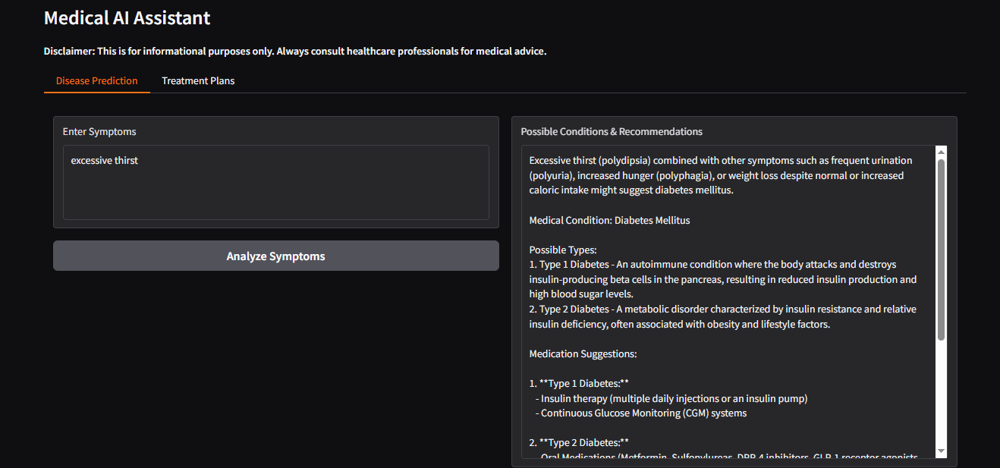 Medical AI Assistant
Disclaimer: This is for informational purposes only. Always consult healthcare professionals for medical advice.
Disease Prediction
Treatment Plans
Enter Symptoms
excessive thirst
Analyze Symptoms
Possible Conditions & Recommendations
Excessive thirst (polydipsia) combined with other symptoms such as frequent urination
(polyuria), increased hunger (polyphagia), or weight loss despite normal or increased
caloric intake might suggest diabetes mellitus.
Medical Condition: Diabetes Mellitus
Possible Types:
1. Type 1 Diabetes - An autoimmune condition where the body attacks and destroys
insulin-producing beta cells in the pancreas, resulting in reduced insulin production and
high blood sugar levels.
2. Type 2 Diabetes - A metabolic disorder characterized by insulin resistance and relative
insulin deficiency, often associated with obesity and lifestyle factors.
Medication Suggestions:
1. **Type 1 Diabetes:**
- Insulin therapy (multiple daily injections or an insulin pump)
- Continuous Glucose Monitoring (CGM) systems
2. **Type 2 Diabetes:**
- Oral Medications (Metformin, Sulfonylureas, DPP-4 inhibitors, GLP-1 receptor agonists